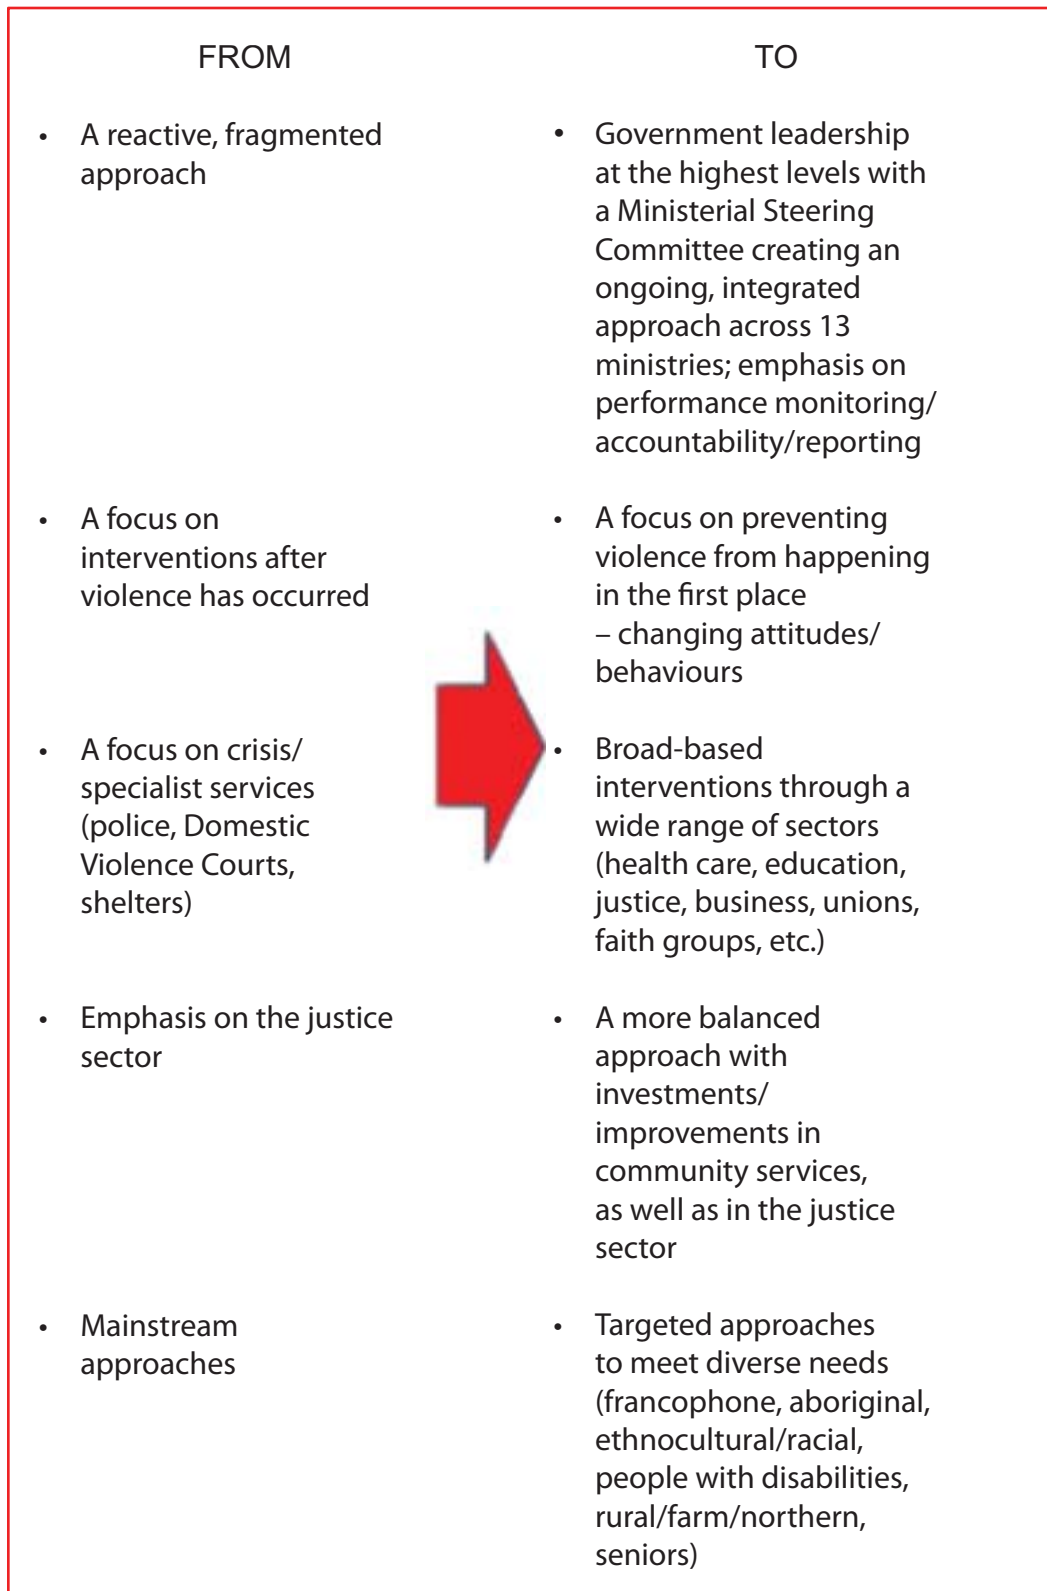 FROM
TO
• A reactive, fragmented
approach
• Government leadership
at the highest levels with
a Ministerial Steering
Committee creating an
ongoing, integrated
approach across 13
ministries; emphasis on
performance monitoring/
accountability/reporting
• A focus on
interventions after
violence has occurred
• A focus on preventing
violence from happening
in the first place
– changing attitudes/
behaviours
• A focus on crisis/
specialist services
(police, Domestic
Violence Courts,
shelters)
• Broad-based
interventions through a
wide range of sectors
(health care, education,
justice, business, unions,
faith groups, etc.)
• Emphasis on the justice
sector
• A more balanced
approach with
investments/
improvements in
community services,
as well as in the justice
sector
• Mainstream
approaches
• Targeted approaches
to meet diverse needs
(francophone, aboriginal,
ethnocultural/racial,
people with disabilities,
rural/farm/northern,
seniors)